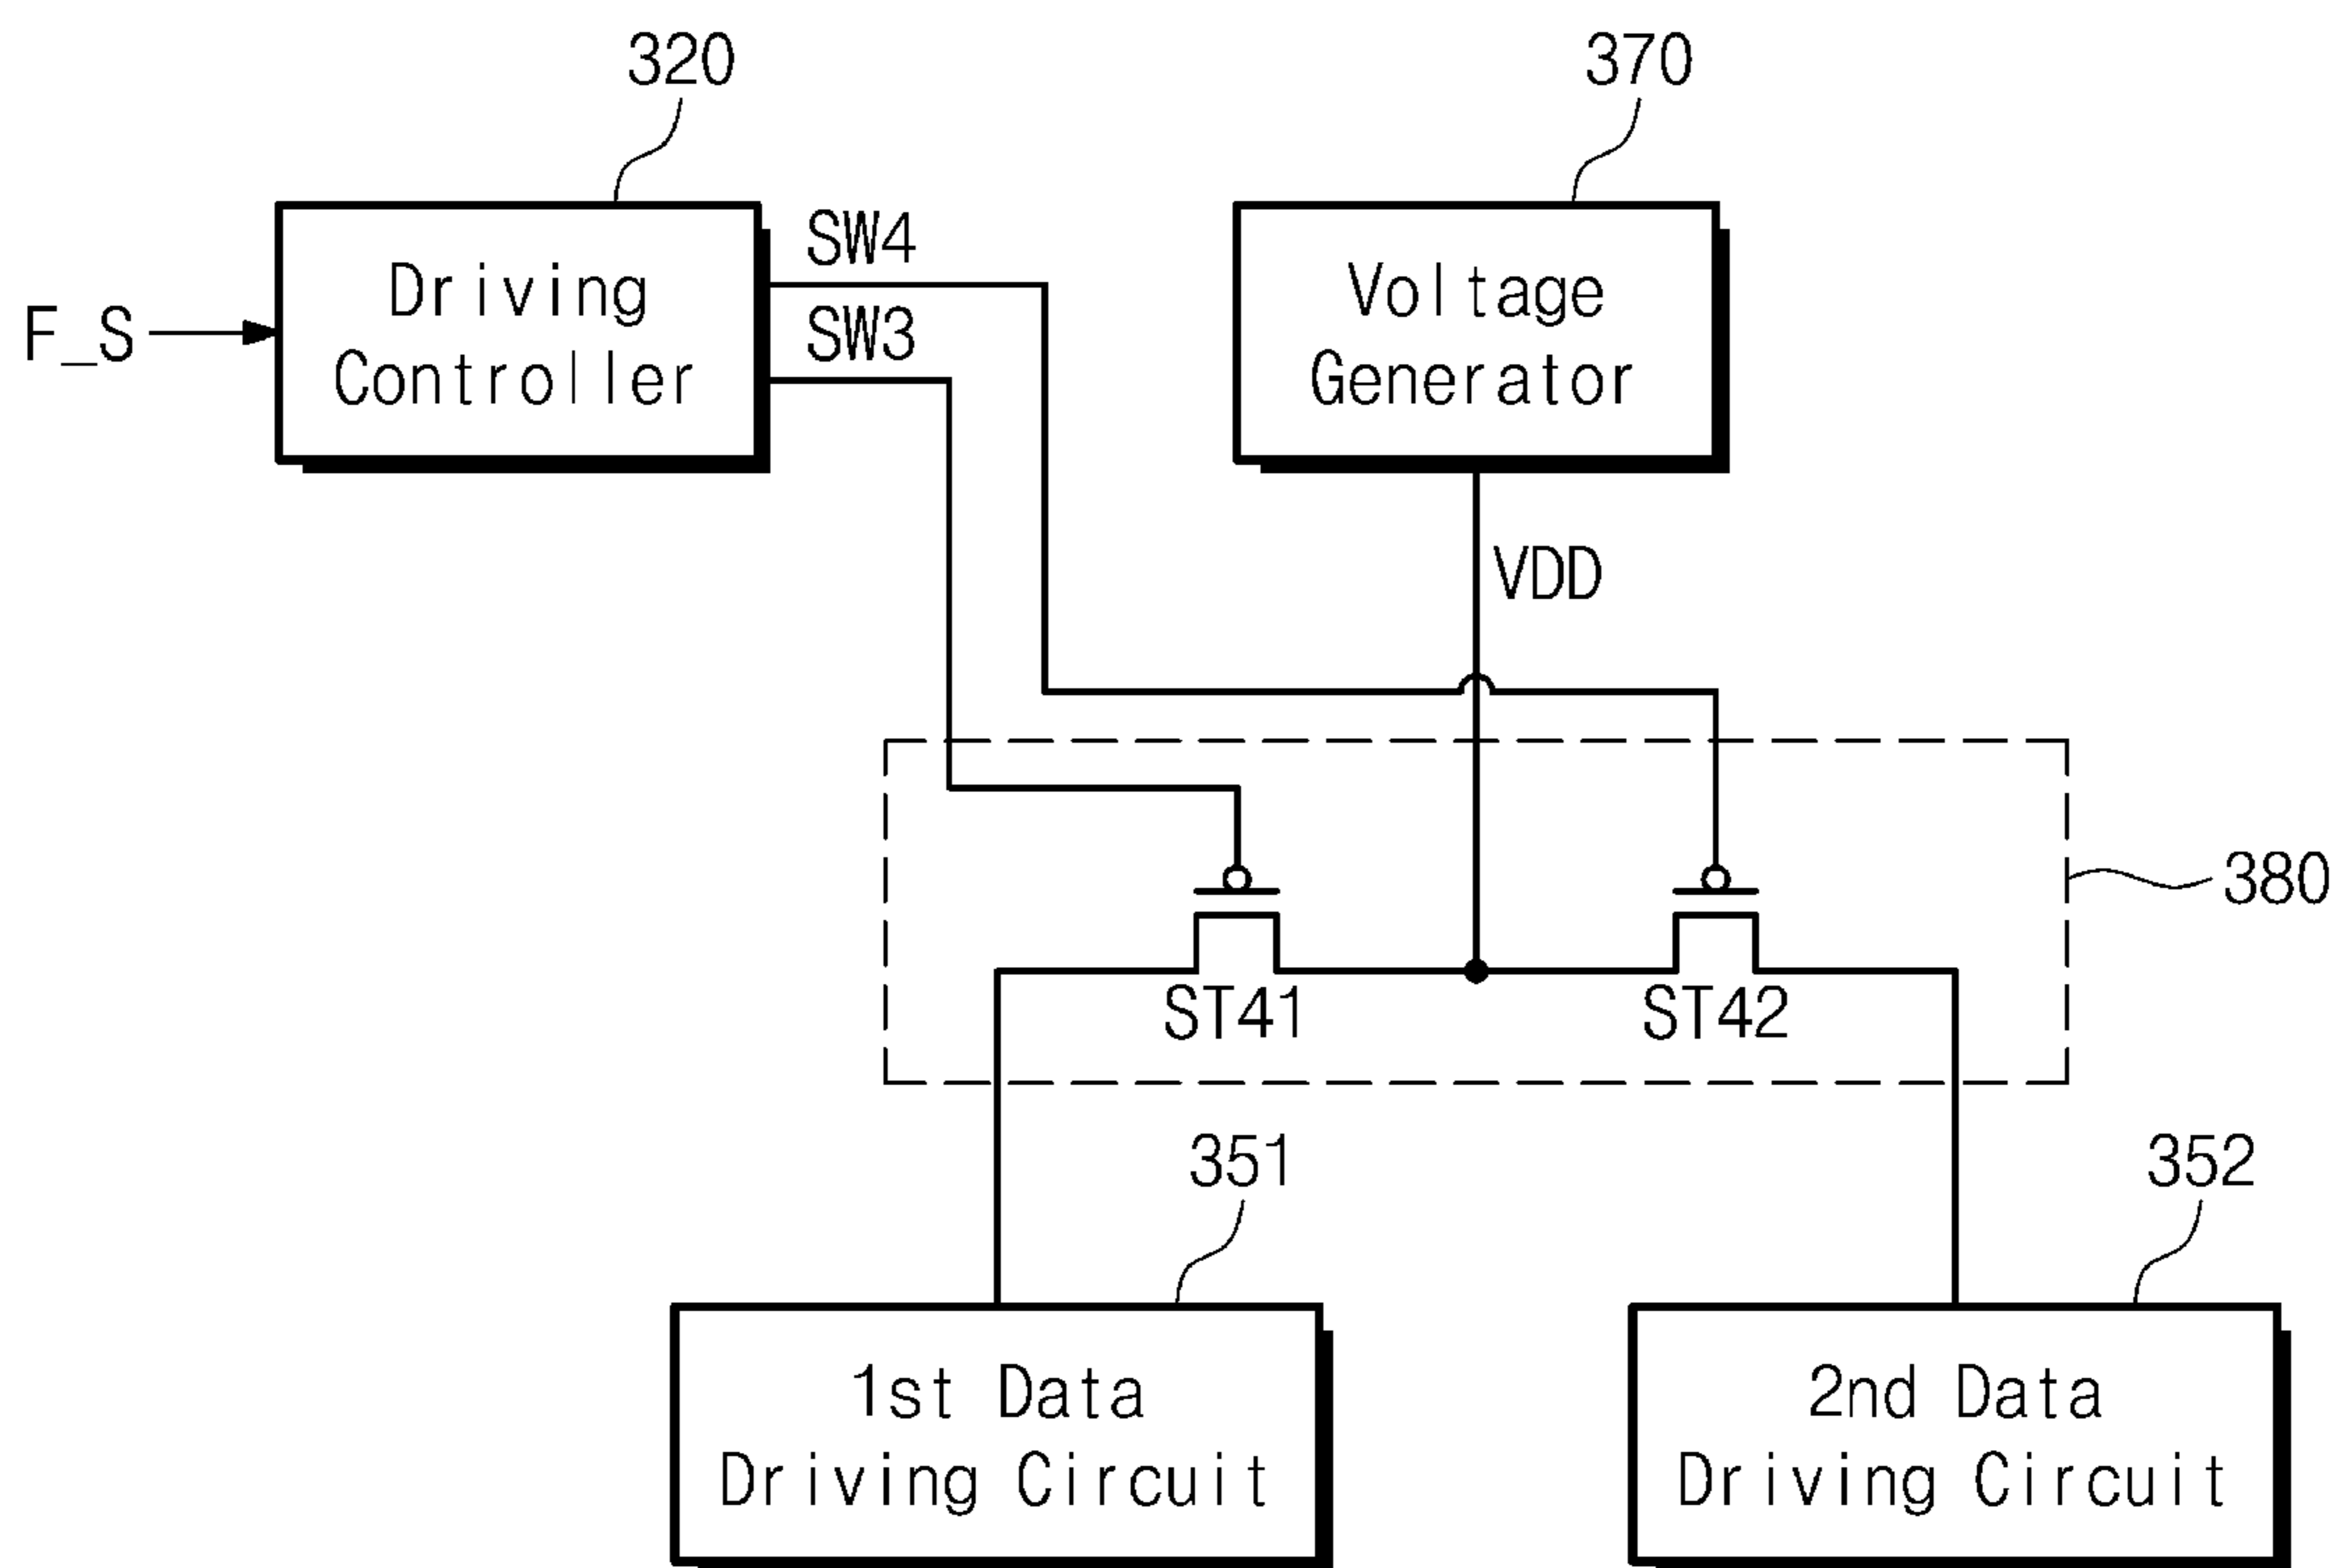 320
370
SW4
Driving
Controller
Voltage
Generator
F_S
SW3
VDD
380
ST41
ST42
351
352
1st Data
Driving Circuit
2nd Data
Driving Circuit